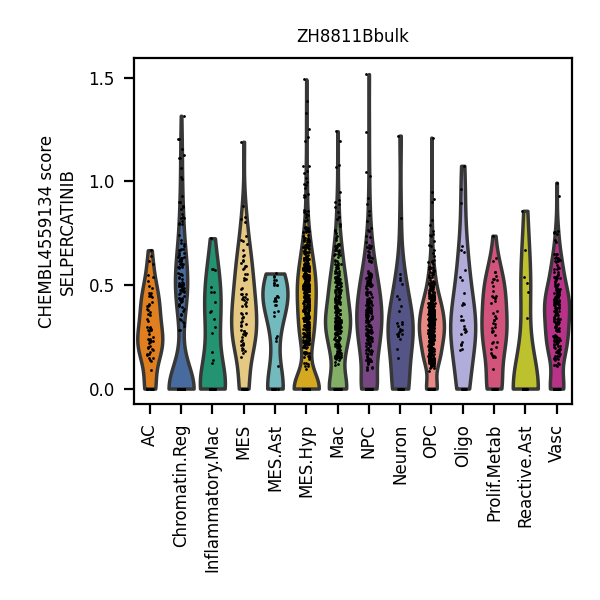 ZH8811Bbulk
CHEMBL4559134 score
SELPERCATINIB
1.5
1.0
0.5
0.0
AC
Chromatin.Reg
Inflammatory.Mac
MES
MES.Ast
MES.Hyp
Mac
NPC
Neuron
OPC
Oligo
Prolif.Metab
Reactive.Ast
Vasc